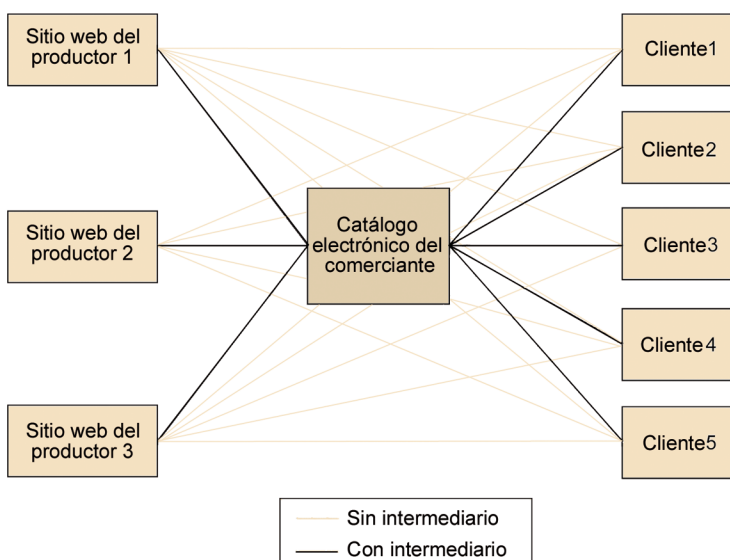 Sitio web del
productor 1
Cliente1
Cliente2
Sitio web del
productor 2
Catálogo
electrónico del
comerciante
Cliente3
Cliente4
Sitio web del
productor 3
Cliente5
Sin intermediario
Con intermediario